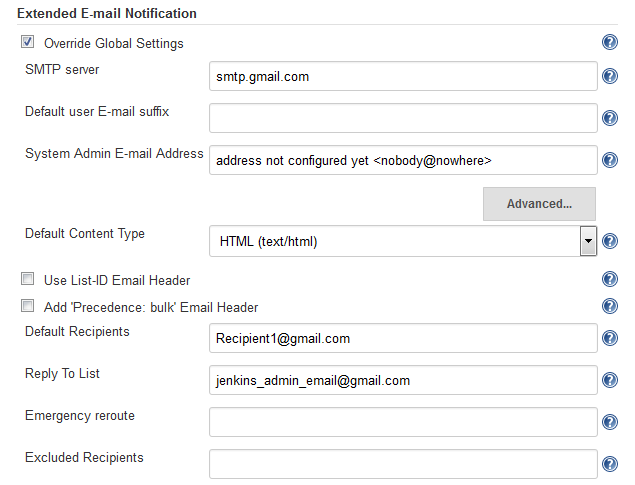 Extended E-mail Notification
Override Global Settings
SMTP server smtp.gmail.com
Default user E-mail suffix
System Admin E-mail Address address not configured yet <nobody@nowhere>
Advanced...
Default Content Type HTML (text/html)
Use List-ID Email Header
Add 'Precedence: bulk' Email Header
Default Recipients Recipient1@gmail.com
Reply To List jenkins_admin_email@gmail.com
Emergency reroute
Excluded Recipients